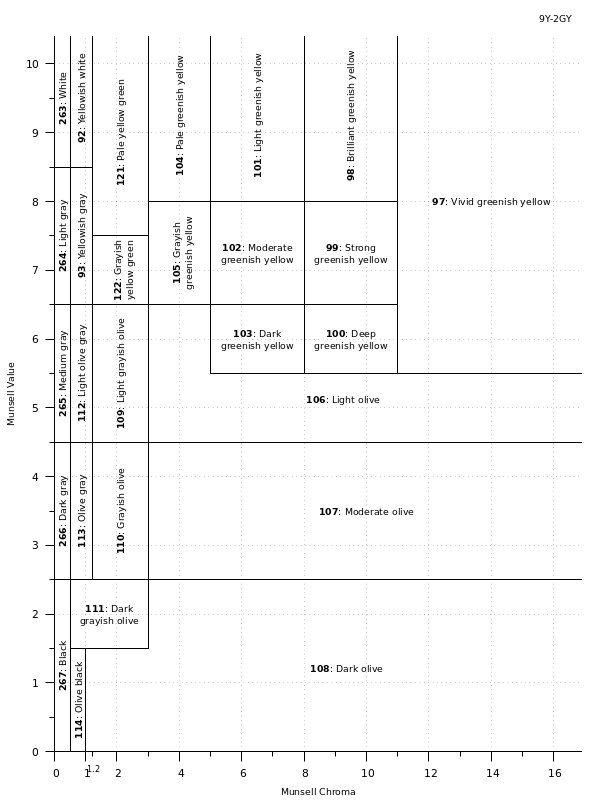 9Y-2GY
10
9
8
7
6
5
4
3
2
1
0
Munsell Value
263: White
92: Yellowish white
121: Pale yellow green
104: Pale greenish yellow
101: Light greenish yellow
98: Brilliant greenish yellow
97: Vivid greenish yellow
264: Light gray
93: Yellowish gray
122: Grayish
yellow green
105: Grayish
greenish yellow
102: Moderate
greenish yellow
99: Strong
greenish yellow
103: Dark
greenish yellow
100: Deep
greenish yellow
265: Medium gray
112: Light olive gray
109: Light grayish olive
106: Light olive
266: Dark gray
113: Olive gray
110: Grayish olive
107: Moderate olive
111: Dark
grayish olive
267: Black
114: Olive black
108: Dark olive
0 1 1.2 2 4 6 8 10 12 14 16
Munsell Chroma